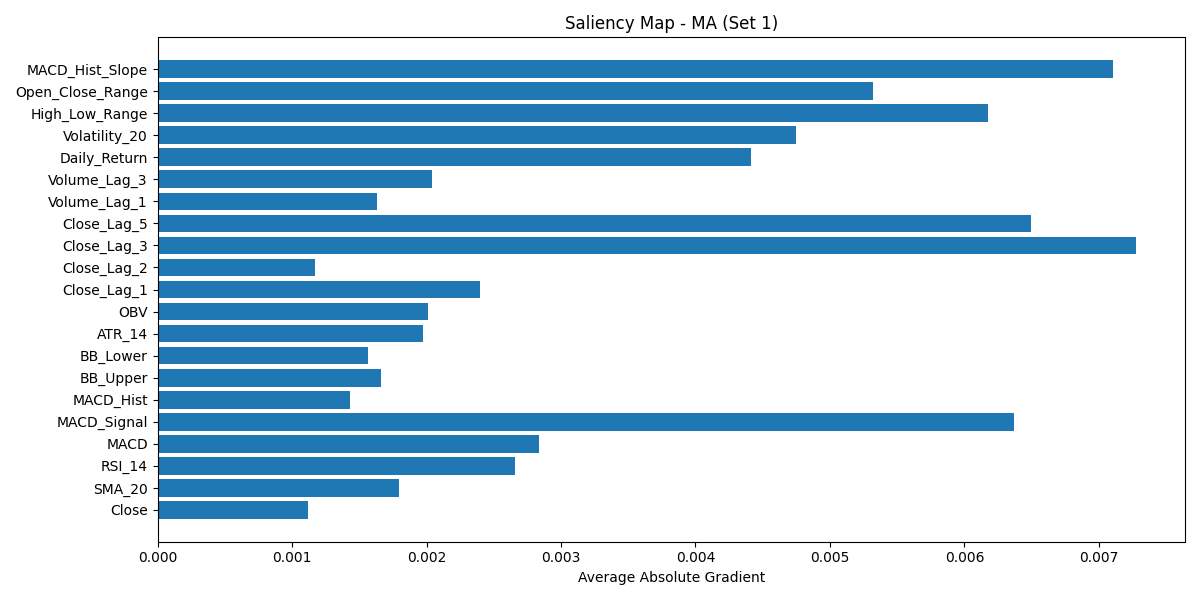 Saliency Map - MA (Set 1)
MACD_Hist_Slope
Open_Close_Range
High_Low_Range
Volatility_20
Daily_Return
Volume_Lag_3
Volume_Lag_1
Close_Lag_5
Close_Lag_3
Close_Lag_2
Close_Lag_1
OBV
ATR_14
BB_Lower
BB_Upper
MACD_Hist
MACD_Signal
MACD
RSI_14
SMA_20
Close
0.000 0.001 0.002 0.003 0.004 0.005 0.006 0.007
Average Absolute Gradient